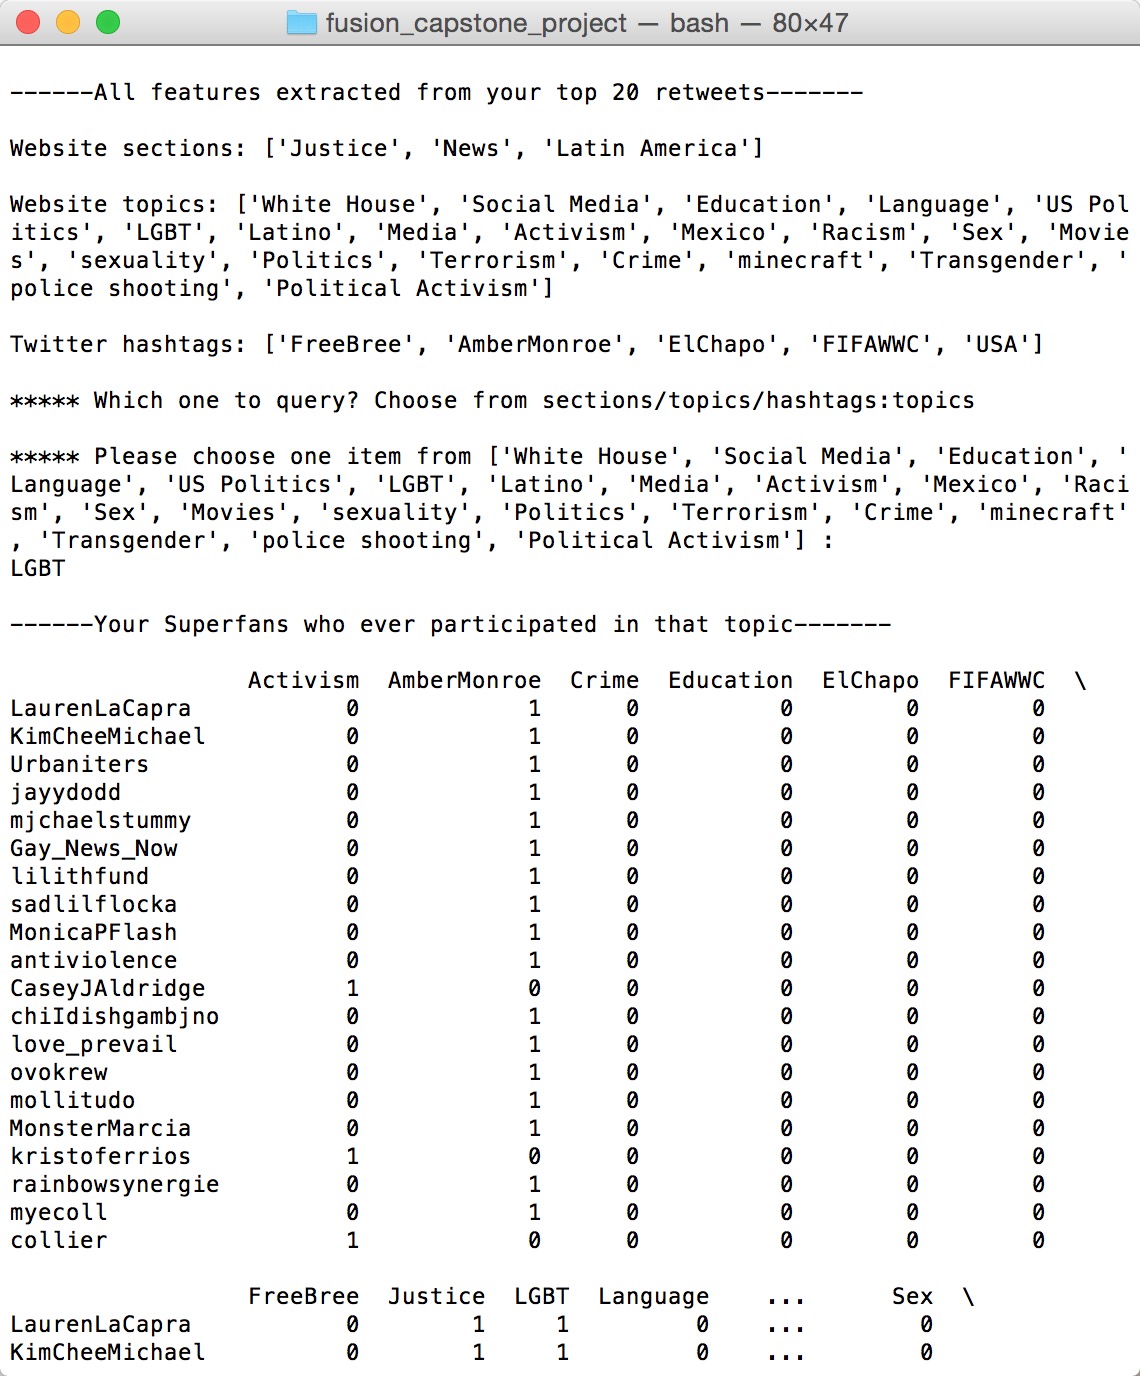 fusion_capstone_project — bash — 80×47
------All features extracted from your top 20 retweets-------
Website sections: ['Justice', 'News', 'Latin America']
Website topics: ['White House', 'Social Media', 'Education', 'Language', 'US Pol
itics', 'LGBT', 'Latino', 'Media', 'Activism', 'Mexico', 'Racism', 'Sex', 'Movie
s', 'sexuality', 'Politics', 'Terrorism', 'Crime', 'minecraft', 'Transgender', '
police shooting', 'Political Activism']
Twitter hashtags: ['FreeBree', 'AmberMonroe', 'ElChapo', 'FIFAWWC', 'USA']
***** Which one to query? Choose from sections/topics/hashtags:topics
***** Please choose one item from ['White House', 'Social Media', 'Education', '
Language', 'US Politics', 'LGBT', 'Latino', 'Media', 'Activism', 'Mexico', 'Raci
sm', 'Sex', 'Movies', 'sexuality', 'Politics', 'Terrorism', 'Crime', 'minecraft'
, 'Transgender', 'police shooting', 'Political Activism'] :
LGBT
------Your Superfans who ever participated in that topic-------
Activism  AmberMonroe  Crime  Education  ElChapo  FIFAWWC  \
LaurenLaCapra 0 1 0 0 0 0
KimCheeMichael 0 1 0 0 0 0
Urbaniters 0 1 0 0 0 0
jayydodd 0 1 0 0 0 0
mjchaelstummy 0 1 0 0 0 0
Gay_News_Now 0 1 0 0 0 0
lilithfund 0 1 0 0 0 0
sadlilflocka 0 1 0 0 0 0
MonicaPFlash 0 1 0 0 0 0
antiviolence 0 1 0 0 0 0
CaseyJAldridge 1 0 0 0 0 0
chiIdishgambjno 0 1 0 0 0 0
love_prevail 0 1 0 0 0 0
ovokrew 0 1 0 0 0 0
mollitudo 0 1 0 0 0 0
MonsterMarcia 0 1 0 0 0 0
kristoferrios 1 0 0 0 0 0
rainbowsynergie 0 1 0 0 0 0
myecoll 0 1 0 0 0 0
collier 1 0 0 0 0 0
FreeBree  Justice  LGBT  Language  ...  Sex  \
LaurenLaCapra 0 1 1 0 ... 0
KimCheeMichael 0 1 1 0 ... 0